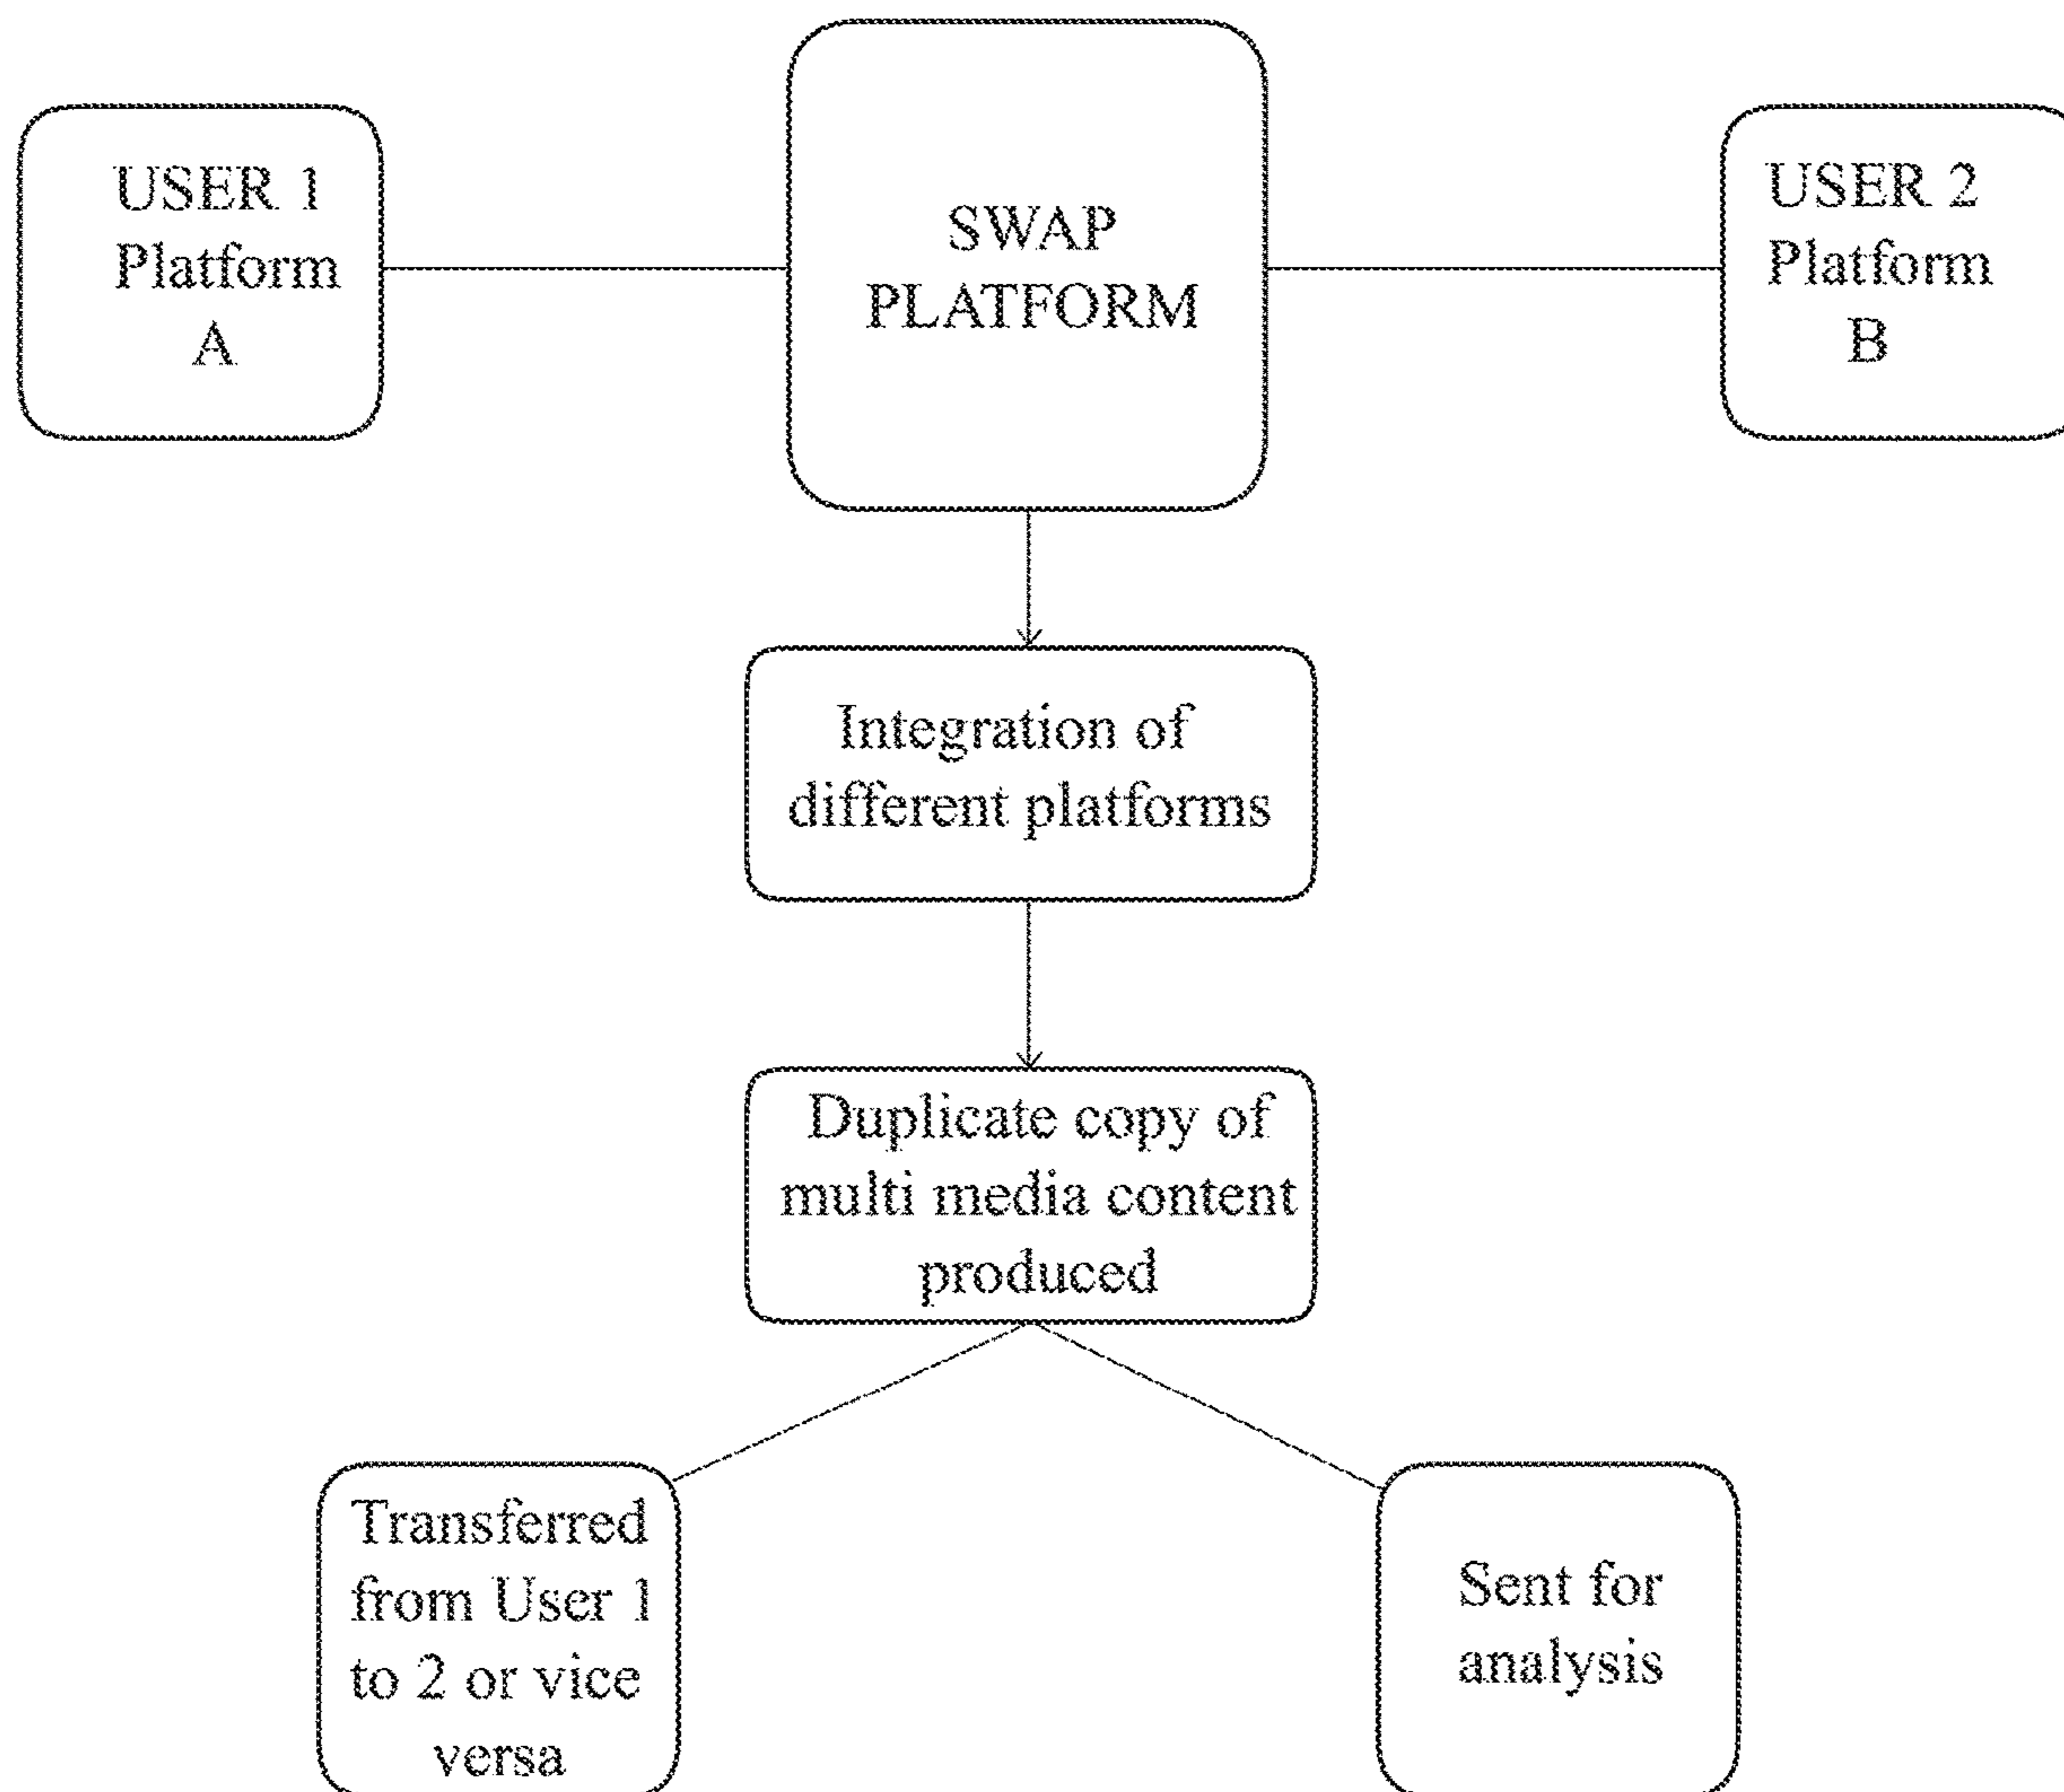 USER 1
Platform
A
SWAP
PLATFORM
USER 2
Platform
B
Integration of
different platforms
Duplicate copy of
multi media content
produced
Transferred
from User 1
to 2 or vice
versa
Sent for
analysis